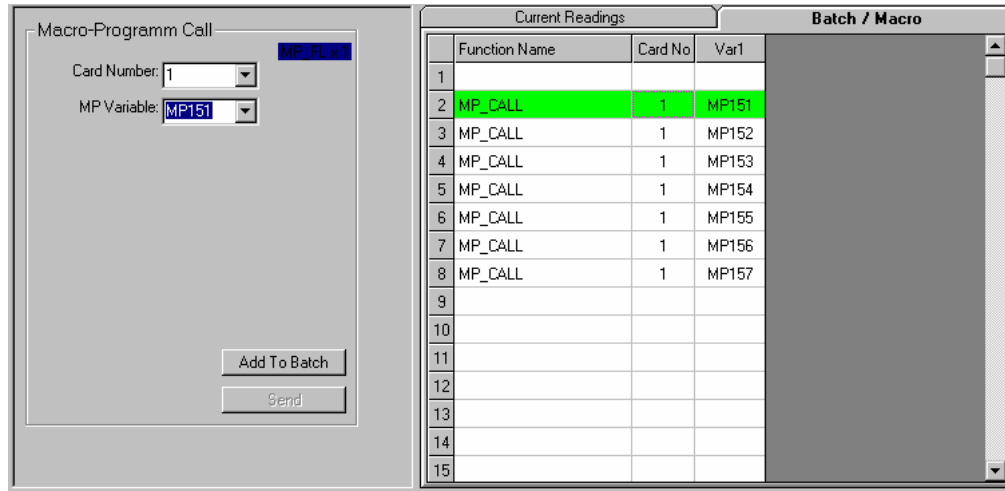 Macro-Programm Call
MP_FL x 1
Card Number: 1
MP Variable: MP151
Add To Batch
Send
Current Readings
Batch / Macro
Function Name Card No Var1
1
2 MP_CALL 1 MP151
3 MP_CALL 1 MP152
4 MP_CALL 1 MP153
5 MP_CALL 1 MP154
6 MP_CALL 1 MP155
7 MP_CALL 1 MP156
8 MP_CALL 1 MP157
9
10
11
12
13
14
15